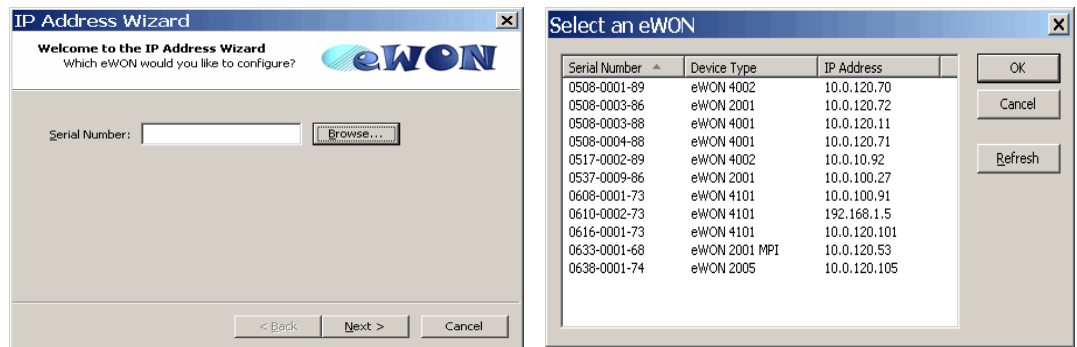 IP Address Wizard
Welcome to the IP Address Wizard
Which eWON would you like to configure?
eWON
Serial Number:
Browse...
< Back
Next >
Cancel
Select an eWON
Serial Number Device Type IP Address
0508-0001-89 eWON 4002 10.0.120.70
0508-0003-86 eWON 2001 10.0.120.72
0508-0003-88 eWON 4001 10.0.120.11
0508-0004-88 eWON 4001 10.0.120.71
0517-0002-89 eWON 4002 10.0.10.92
0537-0009-86 eWON 2001 10.0.100.27
0608-0001-73 eWON 4101 10.0.100.91
0610-0002-73 eWON 4101 192.168.1.5
0616-0001-73 eWON 4101 10.0.120.101
0633-0001-68 eWON 2001 MPI 10.0.120.53
0638-0001-74 eWON 2005 10.0.120.105
OK
Cancel
Refresh